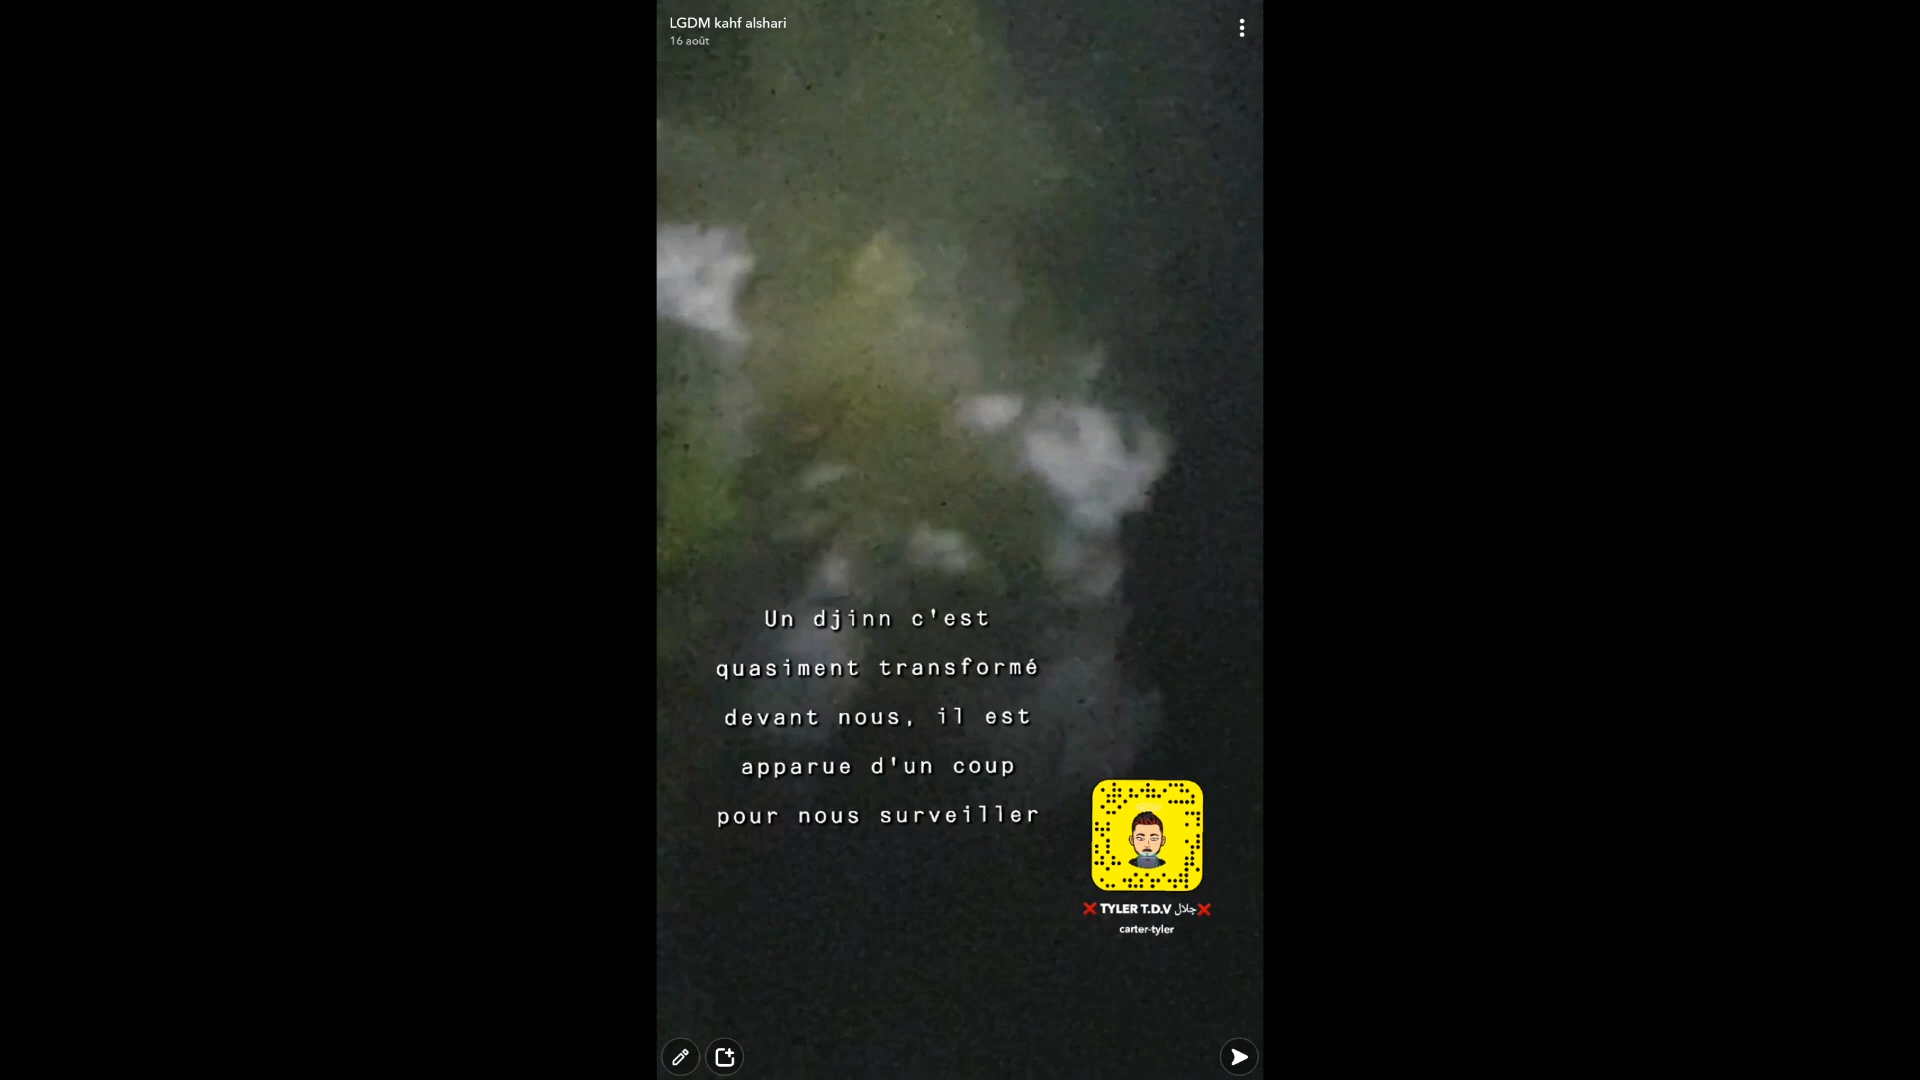 LGDM kahf alshari
16 août
Un djinn c'est
quasiment transformé
devant nous, il est
apparue d'un coup
pour nous surveiller
❌ TYLER T.D.V جلال❌
carter-tyler